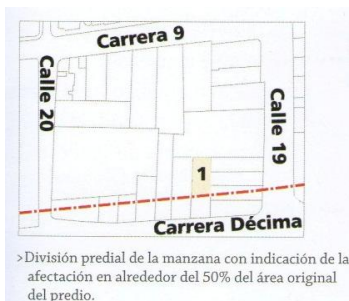 Carrera 9
Calle 20
Calle 19
1
Carrera Décima
>División predial de la manzana con indicación de la
afectación en alrededor del 50% del área original
del predio.